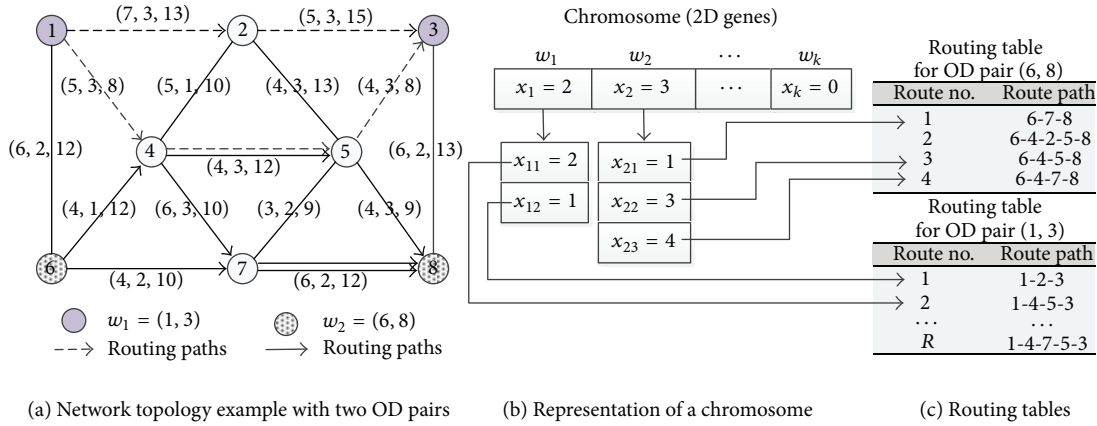 (7, 3, 13)
(5, 3, 15)
1
2
3
(5, 3, 8)
(5, 1, 10)
(4, 3, 13)
(4, 3, 8)
(6, 2, 12)
4
5
(4, 3, 12)
(6, 2, 13)
(4, 1, 12)
(6, 3, 10)
(3, 2, 9)
(4, 3, 9)
6
7
8
(4, 2, 10)
(6, 2, 12)
w₁ = (1, 3)
w₂ = (6, 8)
Routing paths
Routing paths
(a) Network topology example with two OD pairs
Chromosome (2D genes)
w₁ w₂ ⋯ wₖ
x₁ = 2 x₂ = 3 ⋯ xₖ = 0
x₁₁ = 2
x₁₂ = 1
x₂₁ = 1
x₂₂ = 3
x₂₃ = 4
(b) Representation of a chromosome
Routing table
for OD pair (6, 8)
Route no. Route path
1 6-7-8
2 6-4-2-5-8
3 6-4-5-8
4 6-4-7-8
Routing table
for OD pair (1, 3)
Route no. Route path
1 1-2-3
2 1-4-5-3
⋯ ⋯
R 1-4-7-5-3
(c) Routing tables